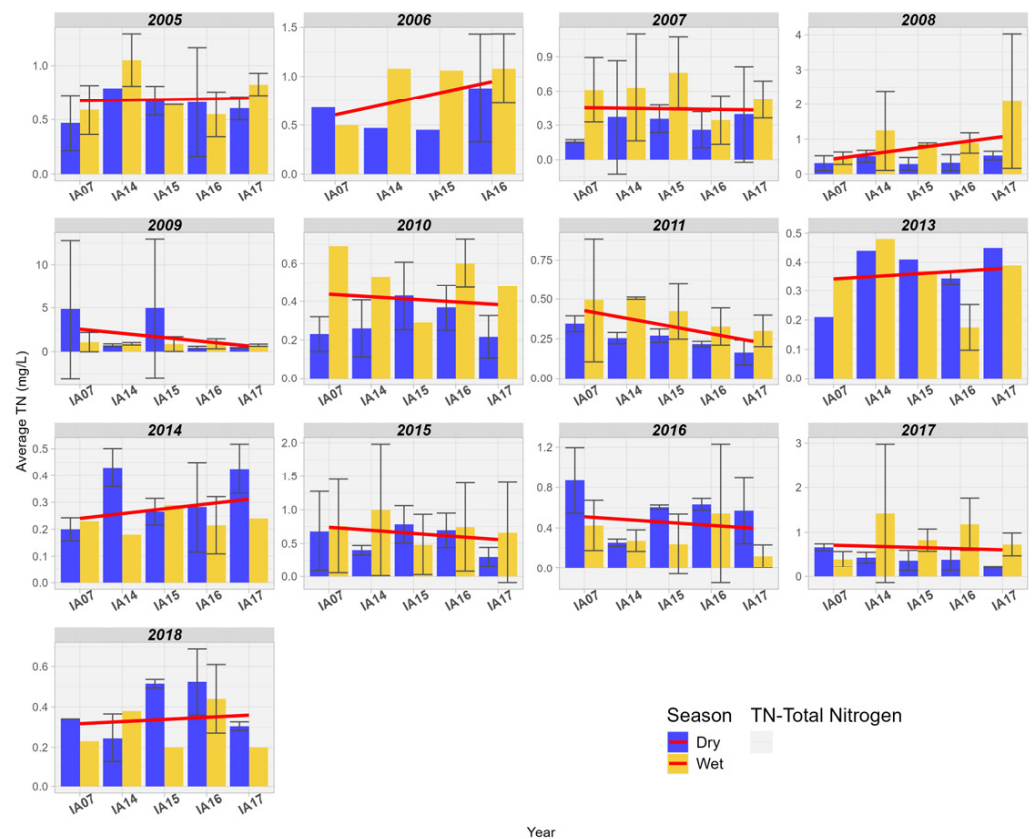 2005 2006 2007 2008
1.0
0.5
0.0
1.5
1.0
0.5
0.0
0.9
0.6
0.3
0.0
4
3
2
1
0
IA07 IA14 IA15 IA16 IA17
IA07 IA14 IA15 IA16
IA07 IA14 IA15 IA16 IA17
IA07 IA14 IA15 IA16 IA17
2009 2010 2011 2013
10
5
0
0.6
0.4
0.2
0.0
0.75
0.50
0.25
0.00
0.5
0.4
0.3
0.2
0.1
0.0
IA07 IA14 IA15 IA16 IA17
IA07 IA14 IA15 IA16 IA17
IA07 IA14 IA15 IA16 IA17
IA07 IA14 IA15 IA16 IA17
Average TN (mg/L)
2014 2015 2016 2017
0.5
0.4
0.3
0.2
0.1
0.0
2.0
1.5
1.0
0.5
0.0
1.2
0.8
0.4
0.0
3
2
1
0
IA07 IA14 IA15 IA16 IA17
IA07 IA14 IA15 IA16 IA17
IA07 IA14 IA15 IA16 IA17
IA07 IA14 IA15 IA16 IA17
2018
0.6
0.4
0.2
0.0
IA07 IA14 IA15 IA16 IA17
Season TN-Total Nitrogen
Dry
Wet
Year